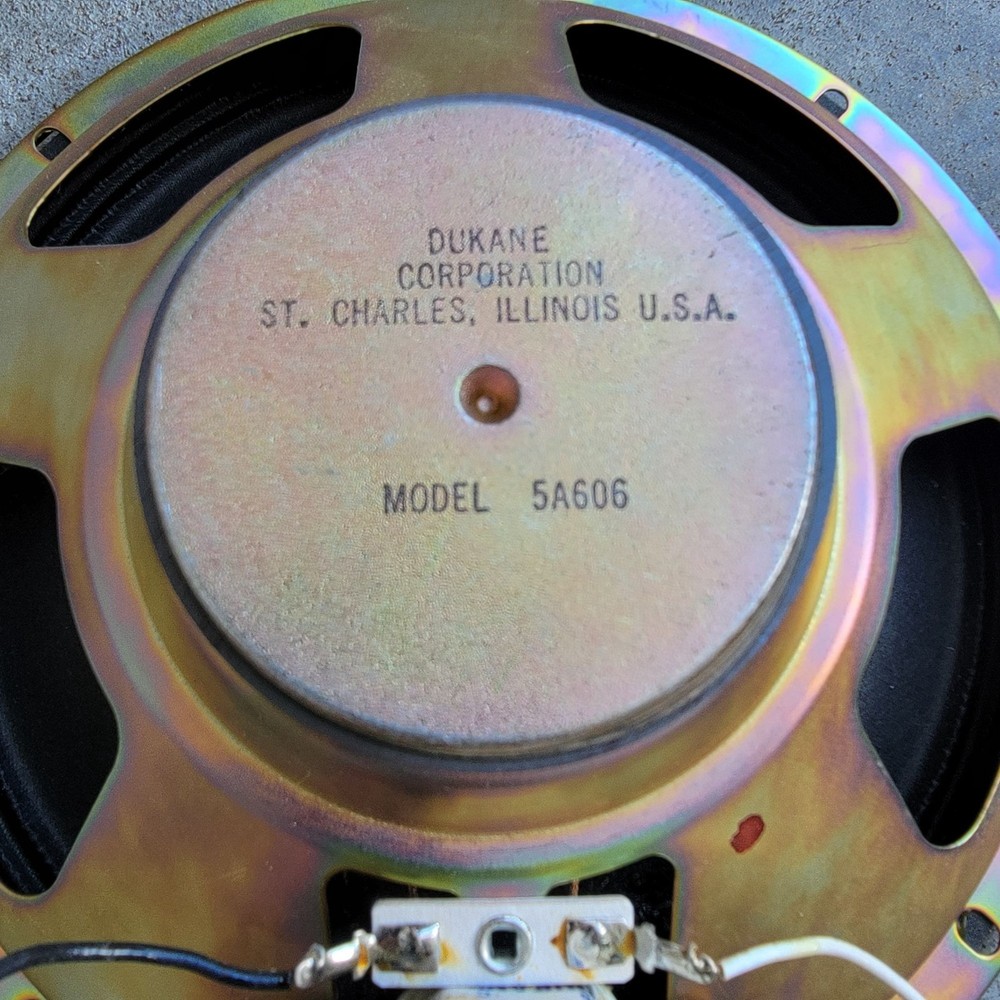 DUKANE
CORPORATION
ST. CHARLES, ILLINOIS U.S.A.
MODEL 5A606